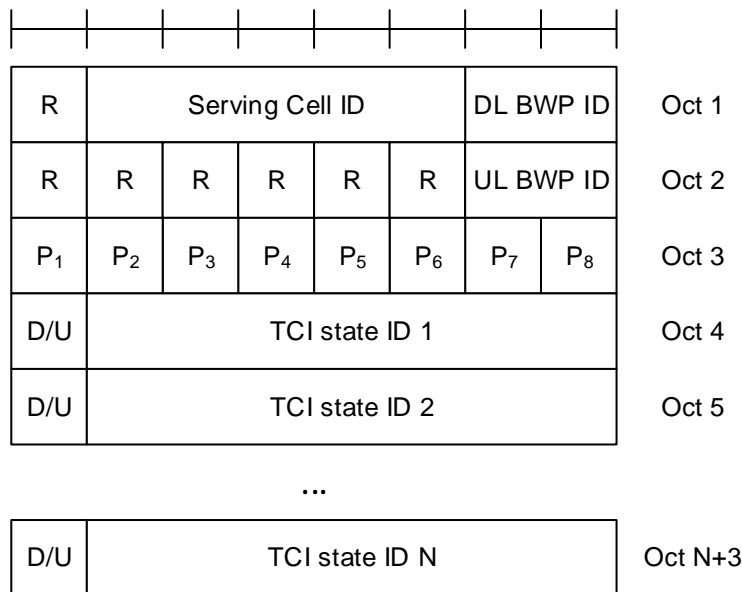 R Serving Cell ID DL BWP ID Oct 1
R R R R R R UL BWP ID Oct 2
P₁ P₂ P₃ P₄ P₅ P₆ P₇ P₈ Oct 3
D/U TCI state ID 1 Oct 4
D/U TCI state ID 2 Oct 5
...
D/U TCI state ID N Oct N+3